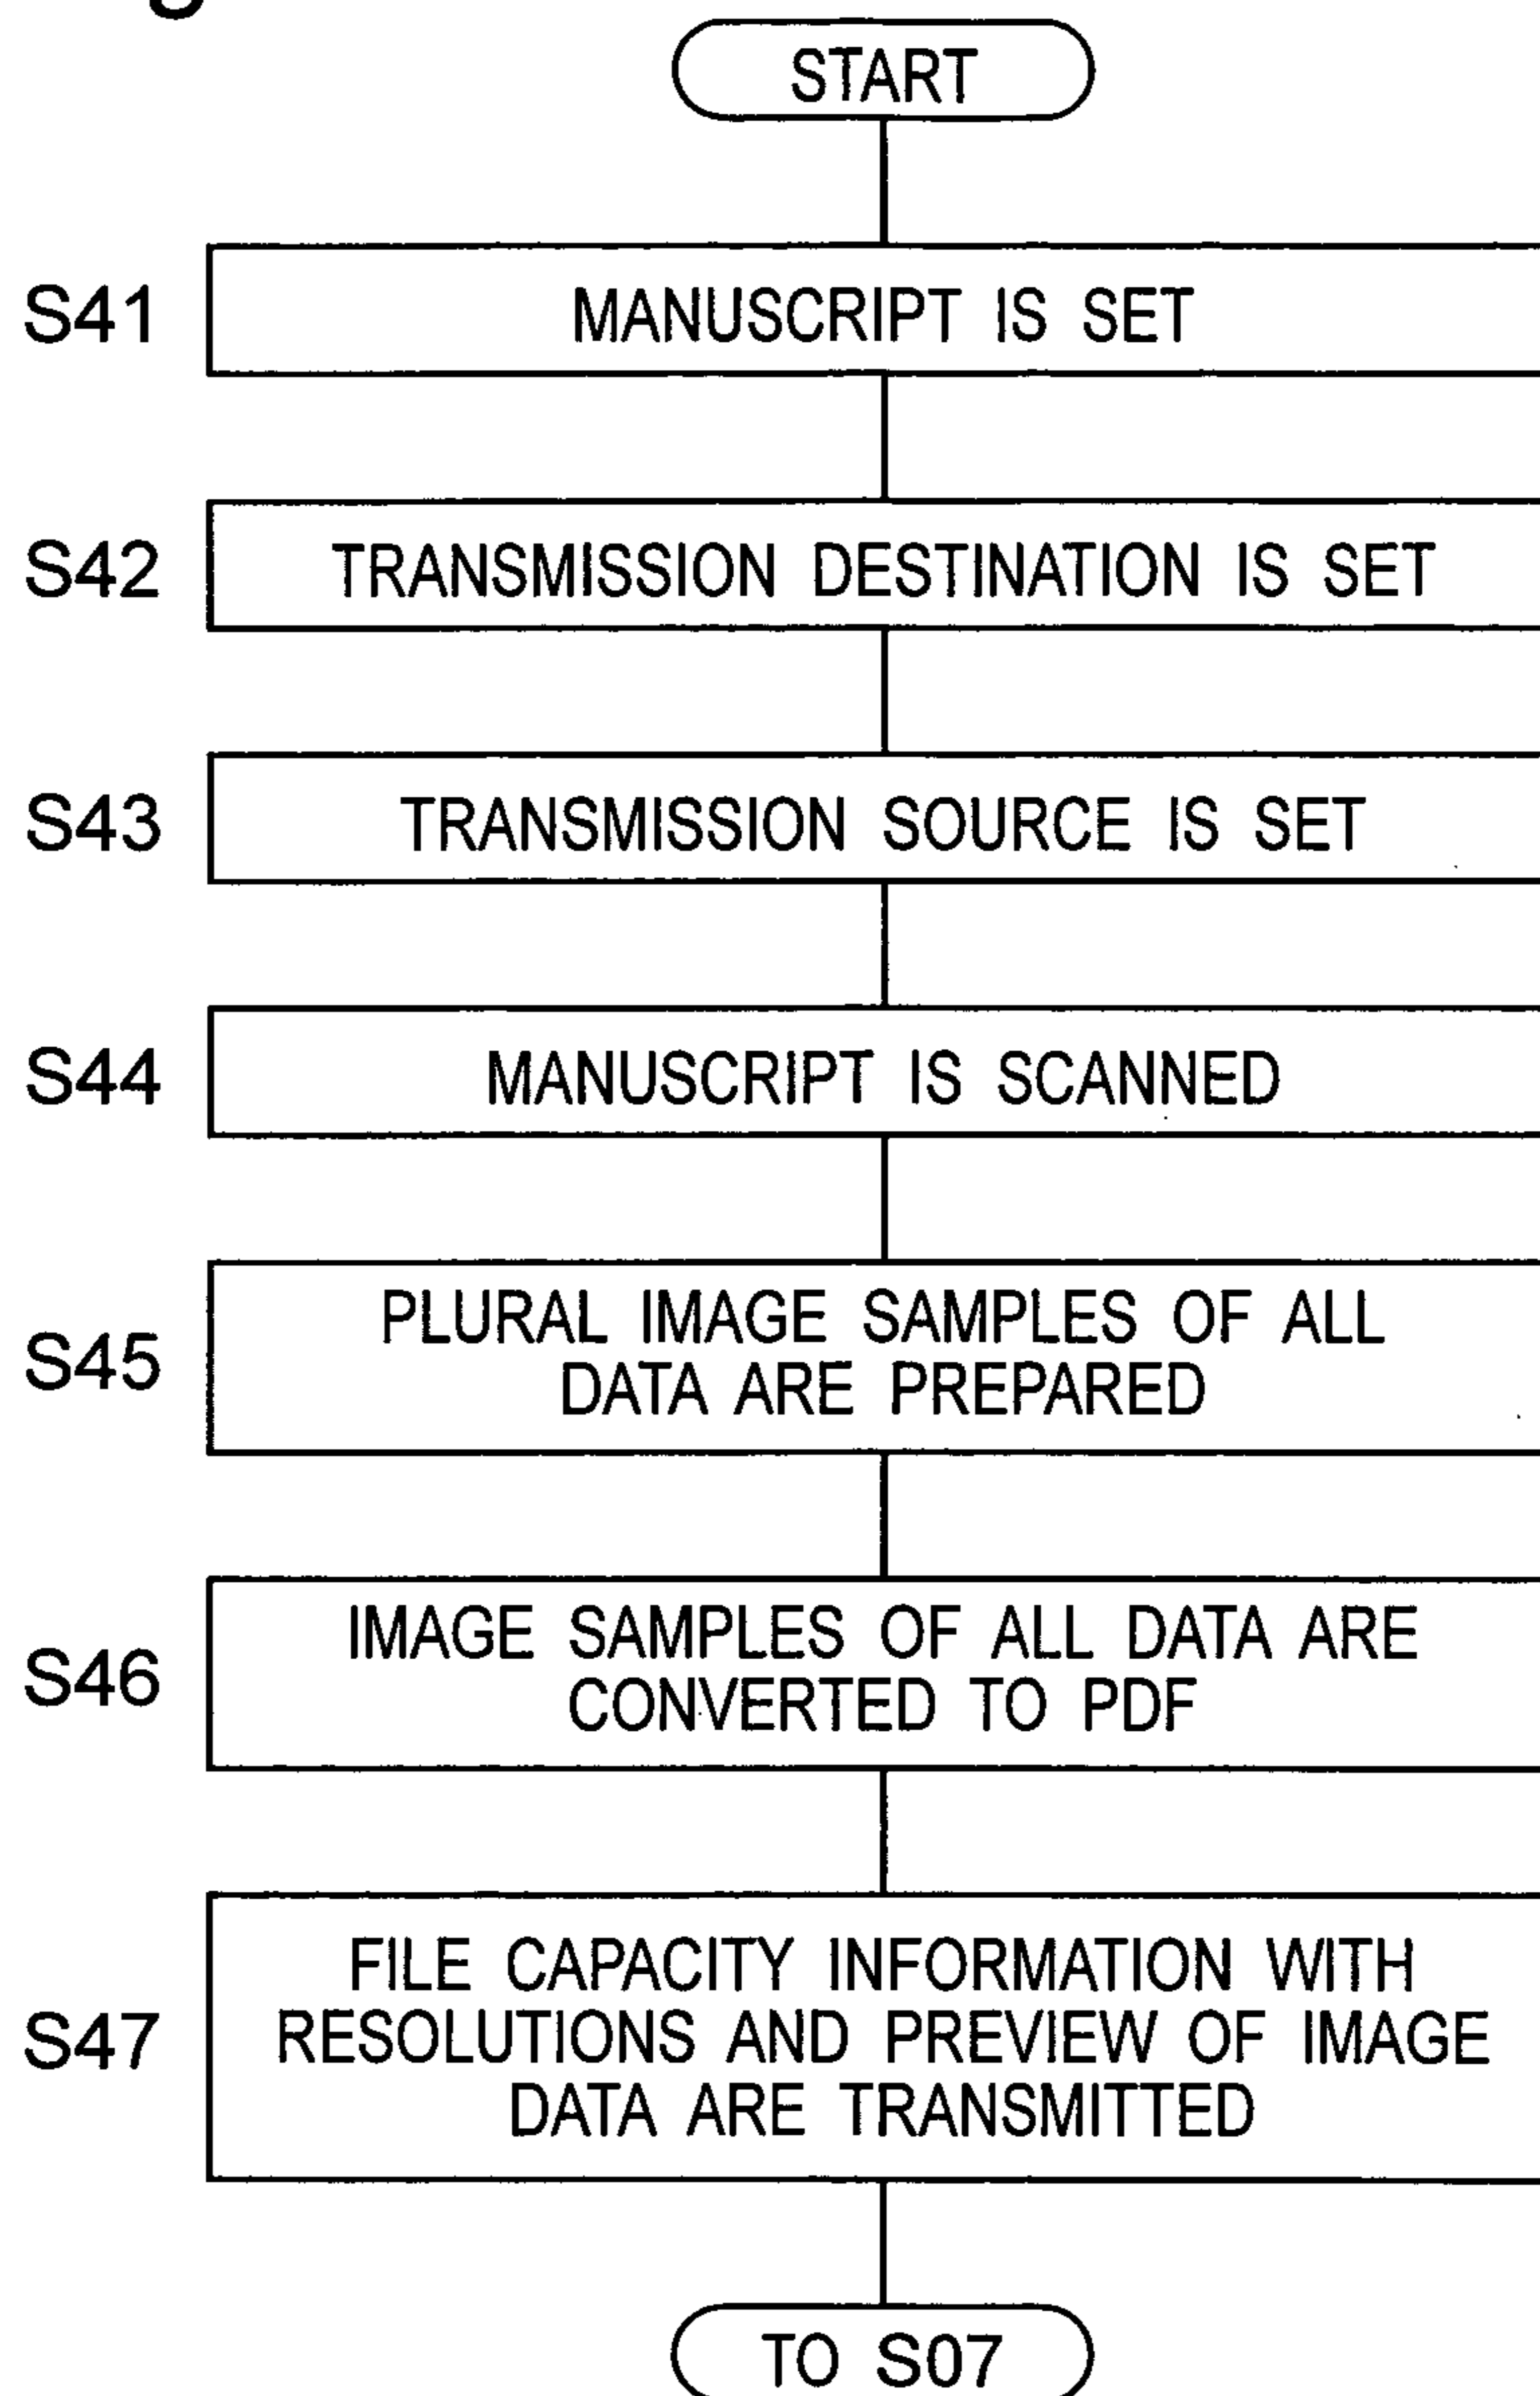 START
S41
MANUSCRIPT IS SET
S42
TRANSMISSION DESTINATION IS SET
S43
TRANSMISSION SOURCE IS SET
S44
MANUSCRIPT IS SCANNED
S45
PLURAL IMAGE SAMPLES OF ALL
DATA ARE PREPARED
S46
IMAGE SAMPLES OF ALL DATA ARE
CONVERTED TO PDF
S47
FILE CAPACITY INFORMATION WITH
RESOLUTIONS AND PREVIEW OF IMAGE
DATA ARE TRANSMITTED
TO S07